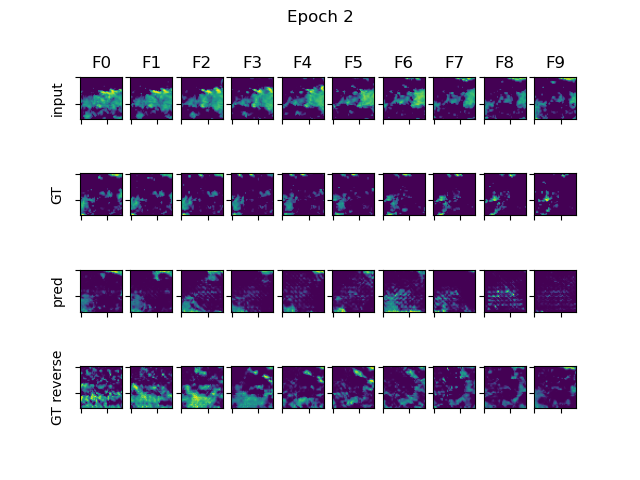 Epoch 2
F0 F1 F2 F3 F4 F5 F6 F7 F8 F9
input
GT
pred
GT reverse